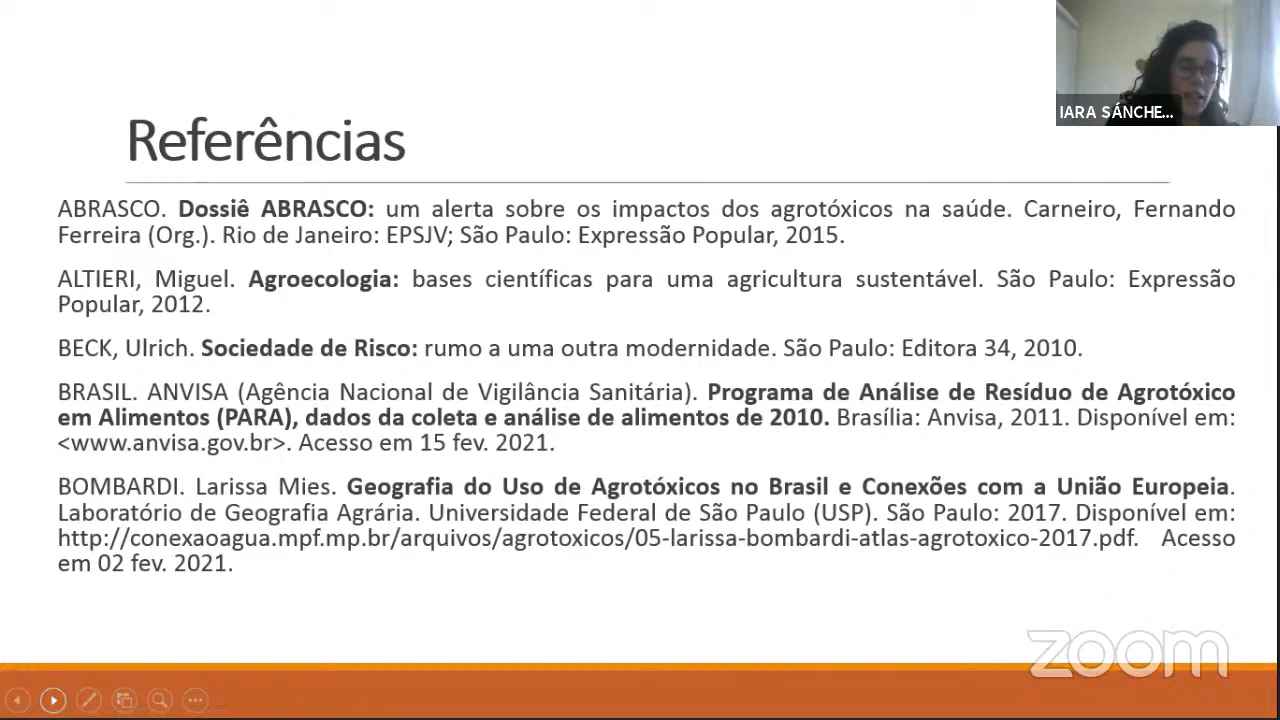 IARA SÁNCHE...
Referências
ABRASCO. Dossiê ABRASCO: um alerta sobre os impactos dos agrotóxicos na saúde. Carneiro, Fernando
Ferreira (Org.). Rio de Janeiro: EPSJV; São Paulo: Expressão Popular, 2015.
ALTIERI, Miguel. Agroecologia: bases científicas para uma agricultura sustentável. São Paulo: Expressão
Popular, 2012.
BECK, Ulrich. Sociedade de Risco: rumo a uma outra modernidade. São Paulo: Editora 34, 2010.
BRASIL. ANVISA (Agência Nacional de Vigilância Sanitária). Programa de Análise de Resíduo de Agrotóxico
em Alimentos (PARA), dados da coleta e análise de alimentos de 2010. Brasília: Anvisa, 2011. Disponível em:
<www.anvisa.gov.br>. Acesso em 15 fev. 2021.
BOMBARDI. Larissa Mies. Geografia do Uso de Agrotóxicos no Brasil e Conexões com a União Europeia.
Laboratório de Geografia Agrária. Universidade Federal de São Paulo (USP). São Paulo: 2017. Disponível em:
http://conexaoagua.mpf.mp.br/arquivos/agrotoxicos/05-larissa-bombardi-atlas-agrotoxico-2017.pdf. Acesso
em 02 fev. 2021.
zoom